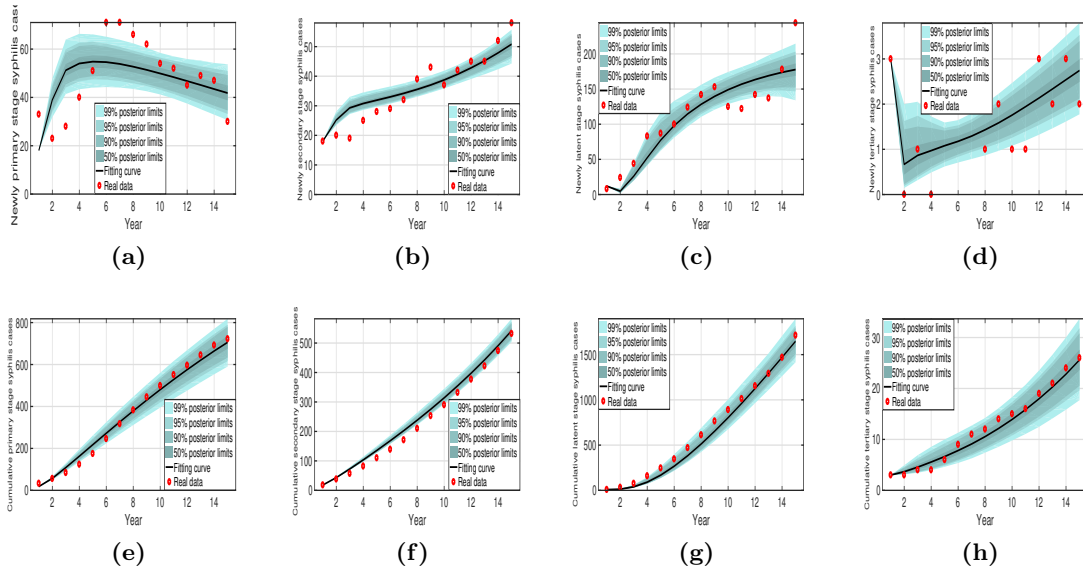 Newly primary stage syphilis cases
60
40
20
0
99% posterior limits
95% posterior limits
90% posterior limits
50% posterior limits
Fitting curve
Real data
2 4 6 8 10 12 14
Year
(a)
Newly secondary stage syphilis cases
50
40
30
20
10
0
99% posterior limits
95% posterior limits
90% posterior limits
50% posterior limits
Fitting curve
Real data
2 4 6 8 10 12 14
Year
(b)
Newly latent stage syphilis cases
200
150
100
50
0
99% posterior limits
95% posterior limits
90% posterior limits
50% posterior limits
Fitting curve
Real data
2 4 6 8 10 12 14
Year
(c)
Newly tertiary stage syphilis cases
3
2
1
0
99% posterior limits
95% posterior limits
90% posterior limits
50% posterior limits
Fitting curve
Real data
2 4 6 8 10 12 14
Year
(d)
Cumulative primary stage syphilis cases
800
600
400
200
0
99% posterior limits
95% posterior limits
90% posterior limits
50% posterior limits
Fitting curve
Real data
2 4 6 8 10 12 14
Year
(e)
Cumulative secondary stage syphilis cases
500
400
300
200
100
0
99% posterior limits
95% posterior limits
90% posterior limits
50% posterior limits
Fitting curve
Real data
2 4 6 8 10 12 14
Year
(f)
Cumulative latent stage syphilis cases
1500
1000
500
0
99% posterior limits
95% posterior limits
90% posterior limits
50% posterior limits
Fitting curve
Real data
2 4 6 8 10 12 14
Year
(g)
Cumulative tertiary stage syphilis cases
30
20
10
0
99% posterior limits
95% posterior limits
90% posterior limits
50% posterior limits
Fitting curve
Real data
2 4 6 8 10 12 14
Year
(h)